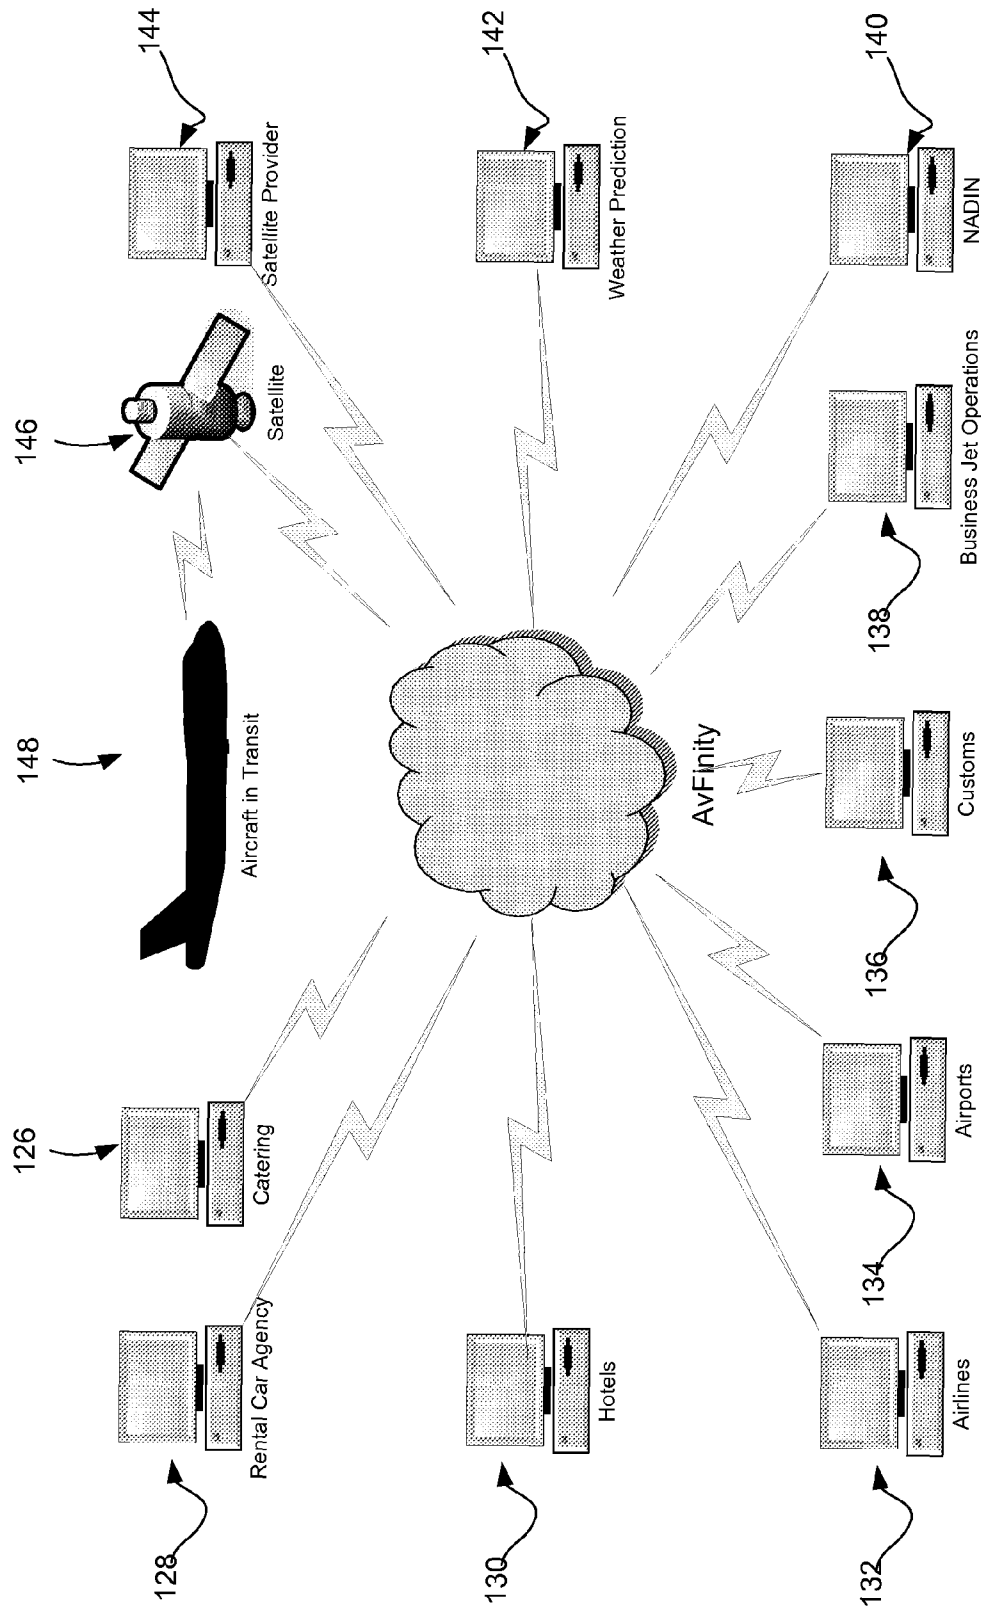 126
148
146
128
144
Rental Car Agency
Catering
Aircraft in Transit
Satellite
Satellite Provider
130
142
Hotels
Weather Prediction
AvFinity
132
134
136
138
140
Airlines
Airports
Customs
Business Jet Operations
NADIN